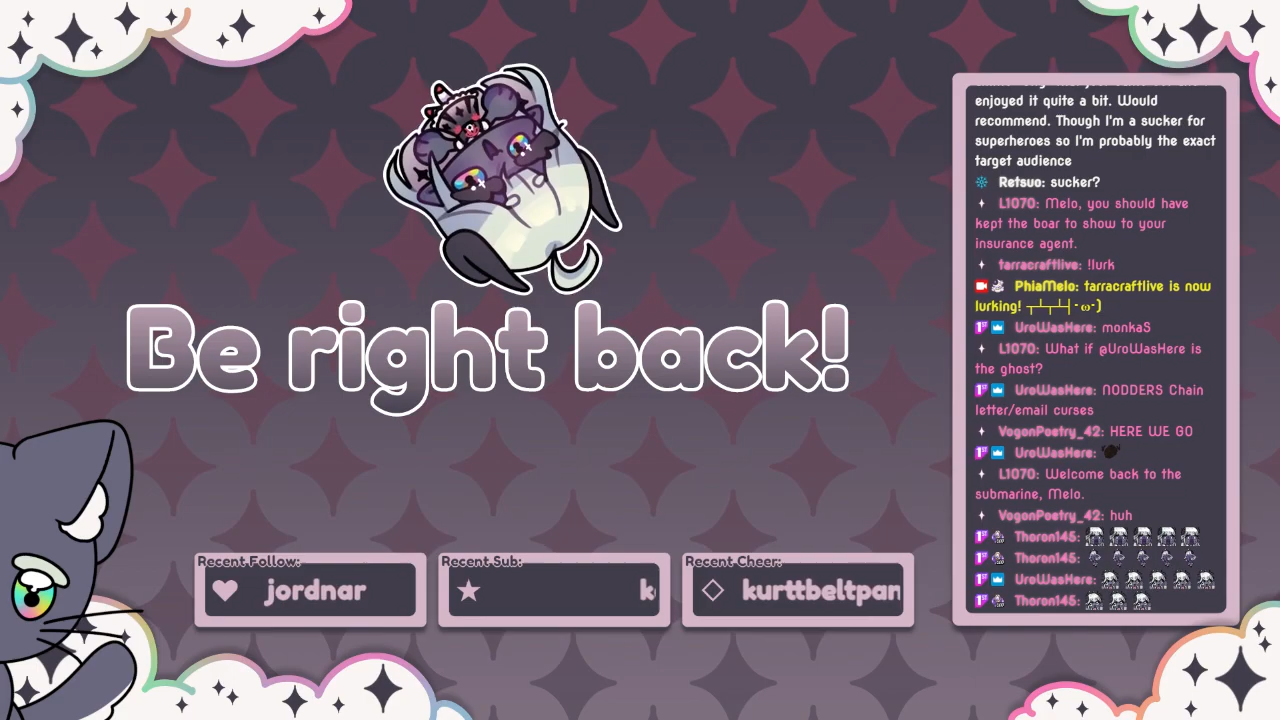 Be right back!
Recent Follow:
jordnar
Recent Sub:
Recent Cheer:
kurttbeltpan
enjoyed it quite a bit. Would
recommend. Though I'm a sucker for
superheroes so I'm probably the exact
target audience
Retsuo: sucker?
L1070: Melo, you should have
kept the boar to show to your
insurance agent.
tarracraftlive: !lurk
PhiaMelo: tarracraftlive is now
lurking! ┬┴┬┴┤･ω･)
UroWasHere: monkaS
L1070: What if @UroWasHere is
the ghost?
UroWasHere: NODDERS Chain
letter/email curses
VogonPoetry_42: HERE WE GO
UroWasHere:
L1070: Welcome back to the
submarine, Melo.
VogonPoetry_42: huh
Thoron145:
Thoron145:
UroWasHere:
Thoron145: